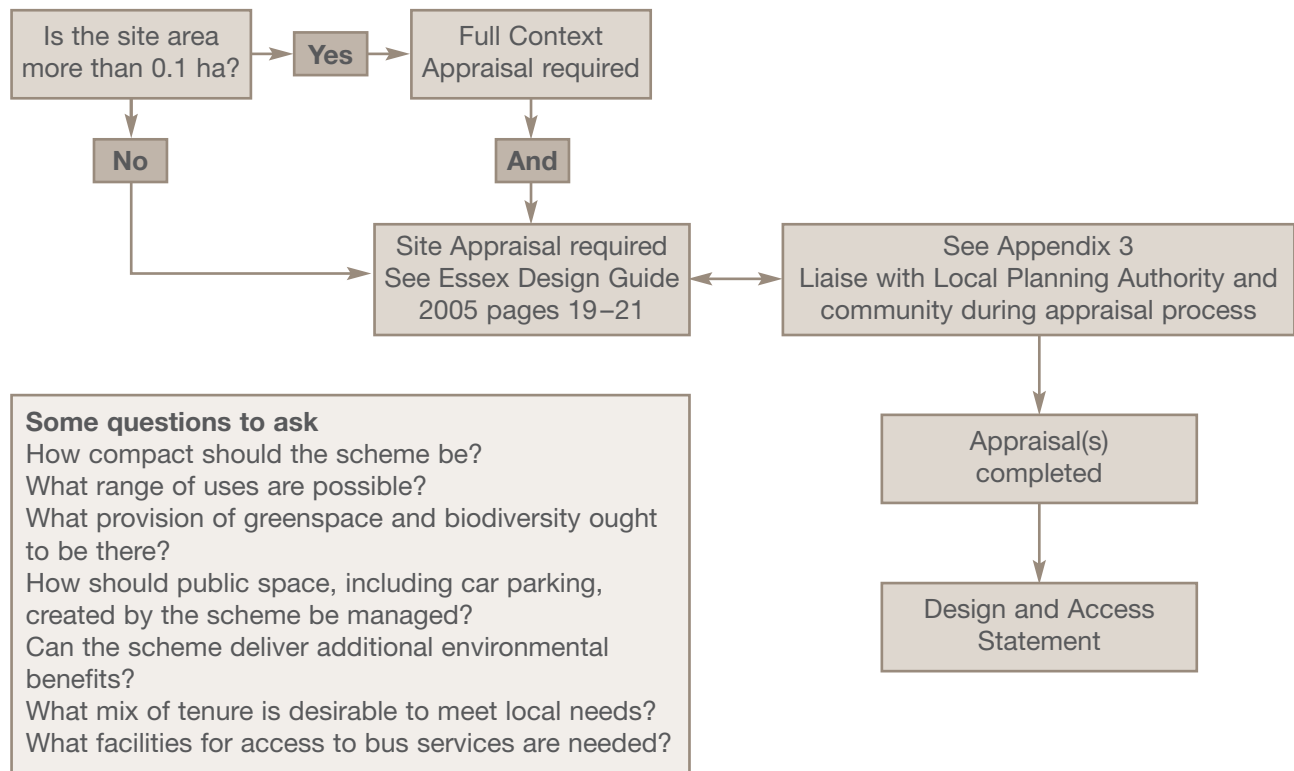 Is the site area
more than 0.1 ha?
Yes
Full Context
Appraisal required
No
And
Site Appraisal required
See Essex Design Guide
2005 pages 19–21
See Appendix 3
Liaise with Local Planning Authority and
community during appraisal process
Some questions to ask
How compact should the scheme be?
What range of uses are possible?
What provision of greenspace and biodiversity ought
to be there?
How should public space, including car parking,
created by the scheme be managed?
Can the scheme deliver additional environmental
benefits?
What mix of tenure is desirable to meet local needs?
What facilities for access to bus services are needed?
Appraisal(s)
completed
Design and Access
Statement